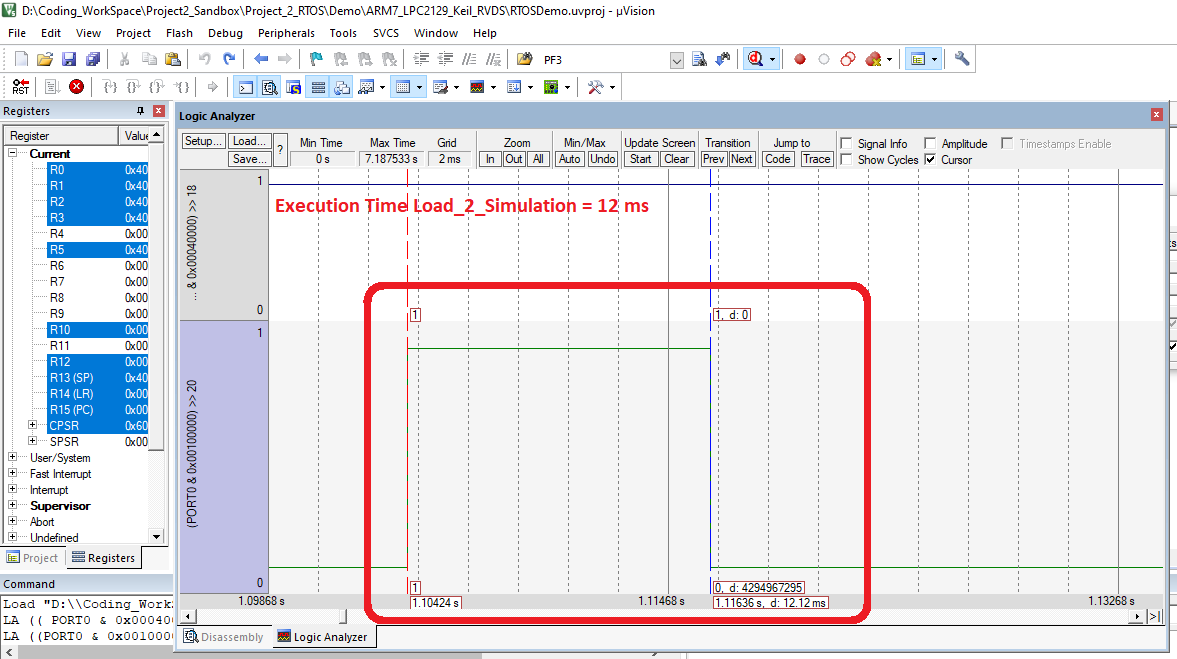 D:\Coding_WorkSpace\Project2_Sandbox\Project_2_RTOS\Demo\ARM7_LPC2129_Keil_RVDS\RTOSDemo.uvproj - µVision
File Edit View Project Flash Debug Peripherals Tools SVCS Window Help
PF3
RST
Registers
Register Value
Current
R0 0x40
R1 0x40
R2 0x40
R3 0x40
R4 0x00
R5 0x40
R6 0x00
R7 0x00
R8 0x00
R9 0x00
R10 0x00
R11 0x00
R12 0x00
R13 (SP) 0x40
R14 (LR) 0x00
R15 (PC) 0x00
CPSR 0x60
SPSR 0x00
User/System
Fast Interrupt
Interrupt
Supervisor
Abort
Undefined
Project Registers
Command
Load "D:\\Coding_Work
LA (( PORT0 & 0x00040
LA ((PORT0 & 0x001000
Logic Analyzer
Setup... Load... Save... ?
Min Time Max Time Grid Zoom Min/Max Update Screen Transition Jump to
0 s 7.187533 s 2 ms In Out All Auto Undo Start Clear Prev Next Code Trace
Signal Info Amplitude Timestamps Enable
Show Cycles Cursor
... & 0x00040000) >> 18
1
0
Execution Time Load_2_Simulation = 12 ms
1
1, d: 0
(PORT0 & 0x00100000) >> 20
1
0
1
0, d: 4294967295
1.09868 s
1.10424 s
1.11468 s
1.11636 s, d: 12.12 ms
1.13268 s
Disassembly Logic Analyzer